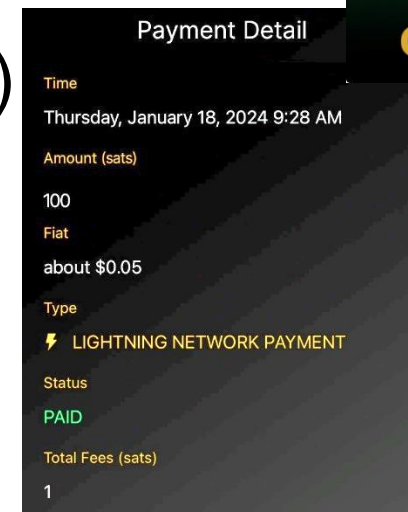 Payment Detail
Time
Thursday, January 18, 2024 9:28 AM
Amount (sats)
100
Fiat
about $0.05
Type
LIGHTNING NETWORK PAYMENT
Status
PAID
Total Fees (sats)
1